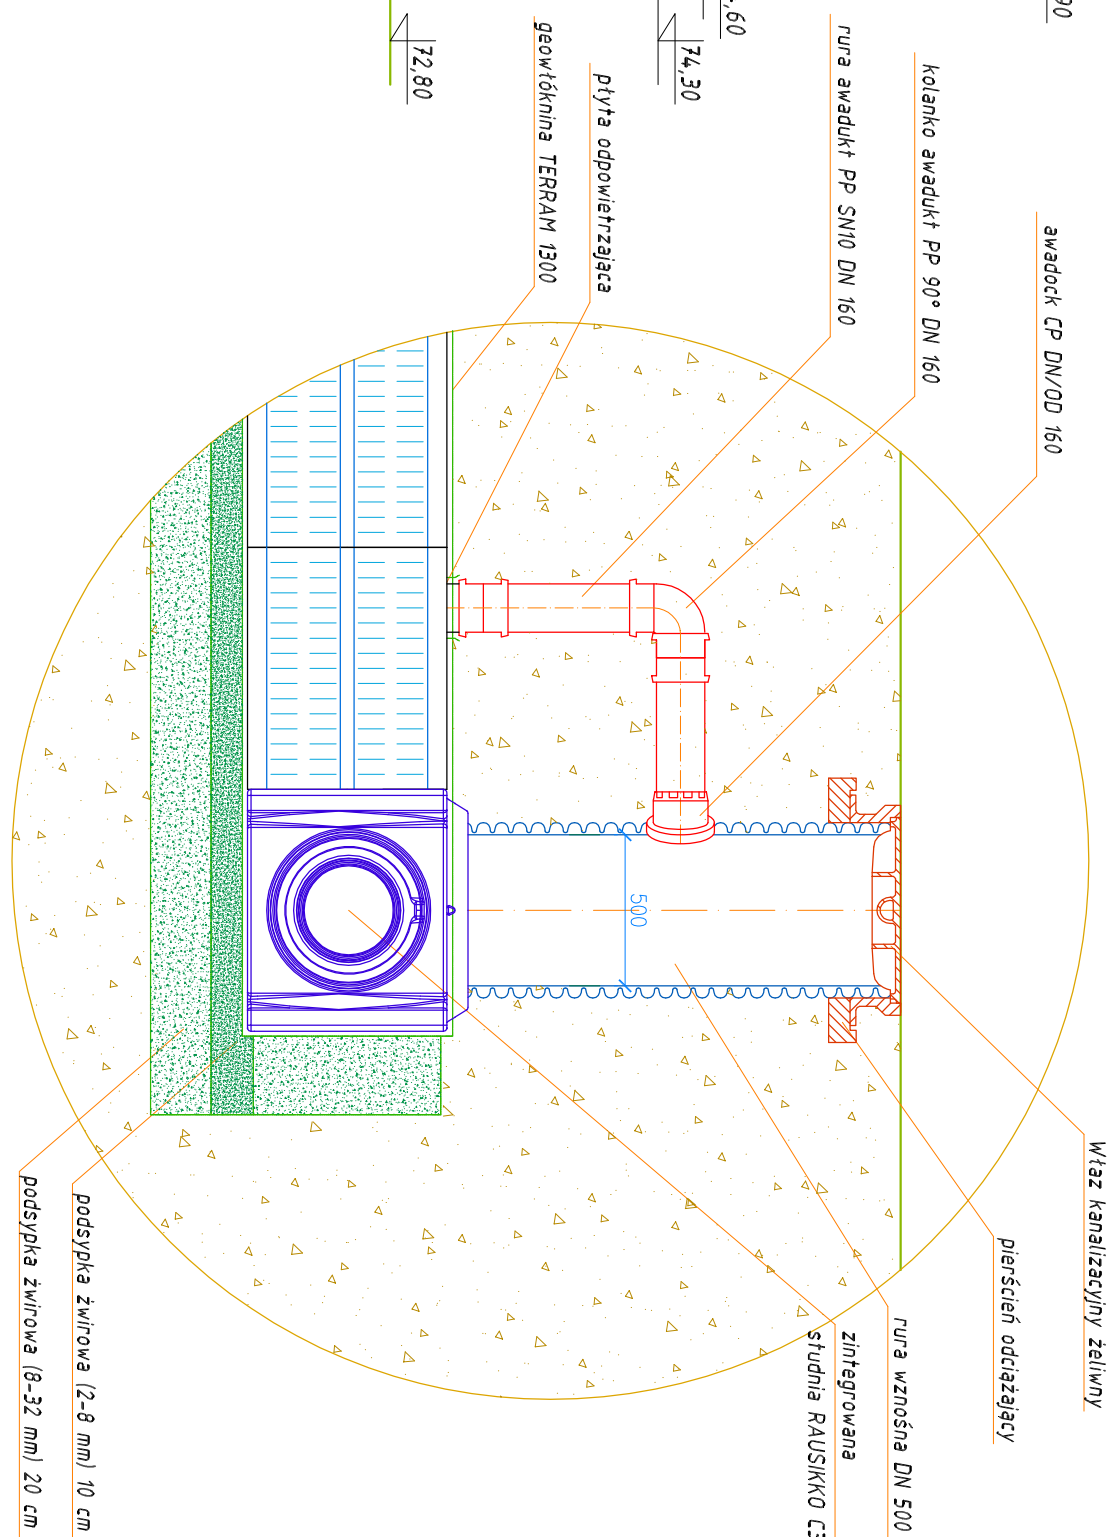 awadock CP DN/OD 160
kolanko awadukt PP 90° DN 160
rura awadukt PP SN10 DN 160
74,30
płyta odpowietrzająca
geowłóknina TERRAM 1300
72,80
500
Właz kanalizacyjny żeliwny
pierścień odciążający
rura wznośna DN 500
zintegrowana
studnia RAUSIKKO
podsypka żwirowa (2-8 mm) 10 cm
podsypka żwirowa (8-32 mm) 20 cm